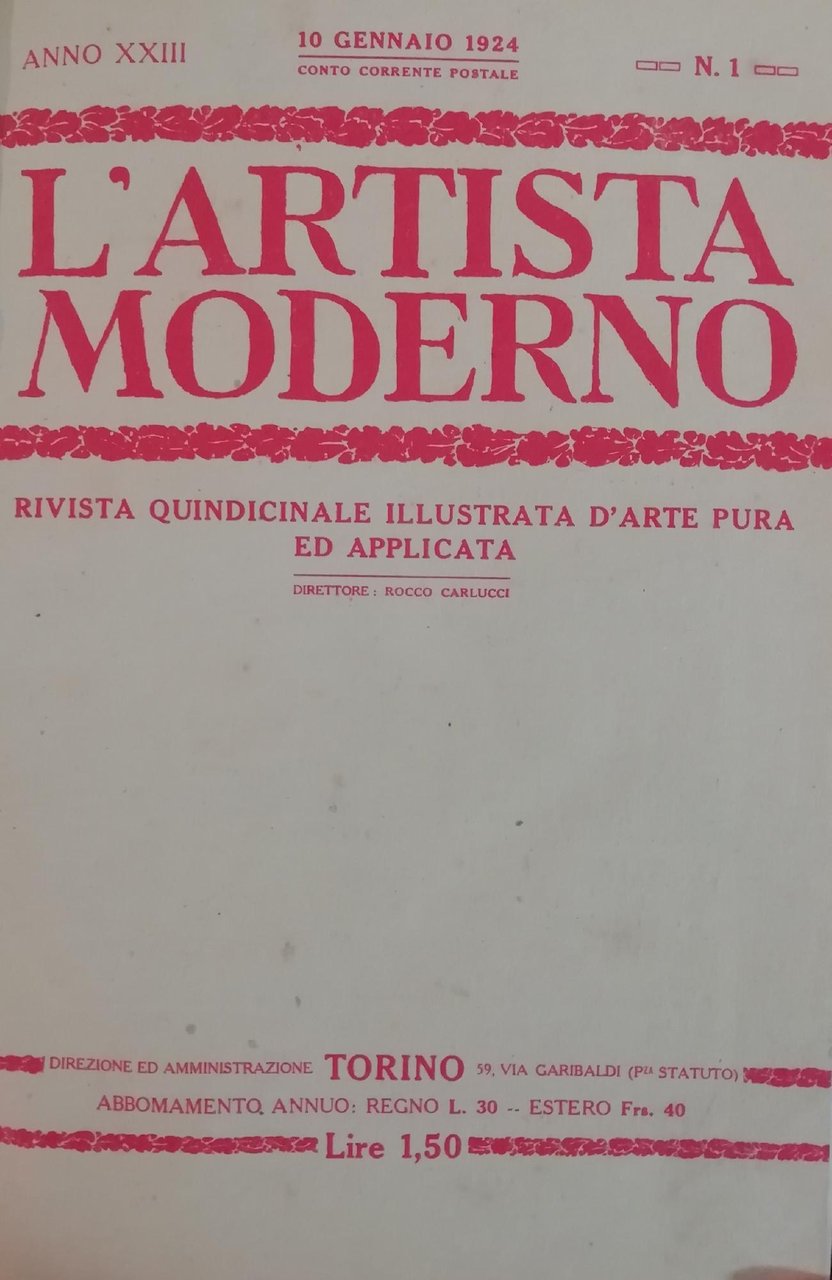 ANNO XXIII
10 GENNAIO 1924
CONTO CORRENTE POSTALE
N. 1
L'ARTISTA
MODERNO
RIVISTA QUINDICINALE ILLUSTRATA D'ARTE PURA
ED APPLICATA
DIRETTORE: ROCCO CARLUCCI
DIREZIONE ED AMMINISTRAZIONE TORINO 59, VIA GARIBALDI (Pza STATUTO)
ABBOMAMENTO ANNUO: REGNO L. 30 -- ESTERO Frs. 40
Lire 1,50